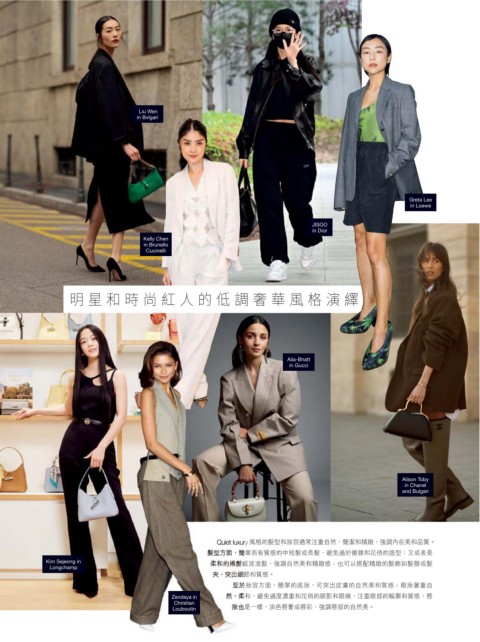 Liu Wen
in Bvlgari
Kelly Chen
in Brunello
Cucinelli
JISOO
in Dior
Greta Lee
in Loewe
明星和時尚紅人的低調奢華風格演繹
Alia-Bhatt
in Gucci
Alison Toby
in Chanel
and Bulgari
Kim Sejeong in
Longchamp
Zendaya in
Christian
Louboutin
Quiet luxury 風格的髮型和妝容通常注重自然，簡潔和精緻，強調內在美和品質。
髮型方面，簡單而有質感的中短髮或長髮，避免過於複雜和花俏的造型；又或者是
柔和的捲髮或波浪髮，強調自然美和精緻感；也可以搭配精緻的髮飾如髮箍或髮
夾，突出細節和質感。
至於妝容方面，簡單的底妝，可突出皮膚的自然美和質感，眼妝著重自
然、柔和，避免過度濃重和花俏的眼影和眼線，注重眼部的輪廓和質感。唇
妝也是一樣，淡色唇膏或唇彩，強調唇部的自然美。